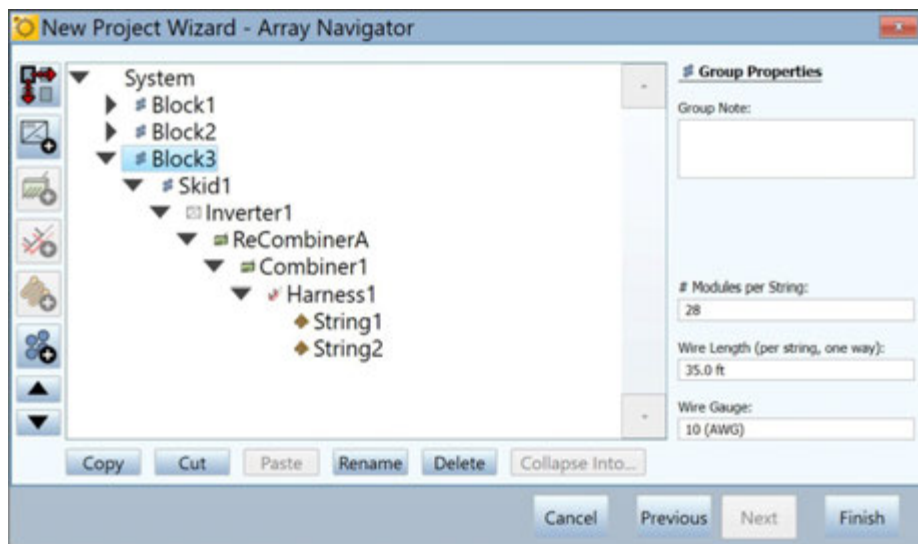 New Project Wizard - Array Navigator
System
Block1
Block2
Block3
Skid1
Inverter1
ReCombinerA
Combiner1
Harness1
String1
String2
Group Properties
Group Note:
# Modules per String:
28
Wire Length (per string, one way):
35.0 ft
Wire Gauge:
10 (AWG)
Copy Cut Paste Rename Delete Collapse Into...
Cancel Previous Next Finish